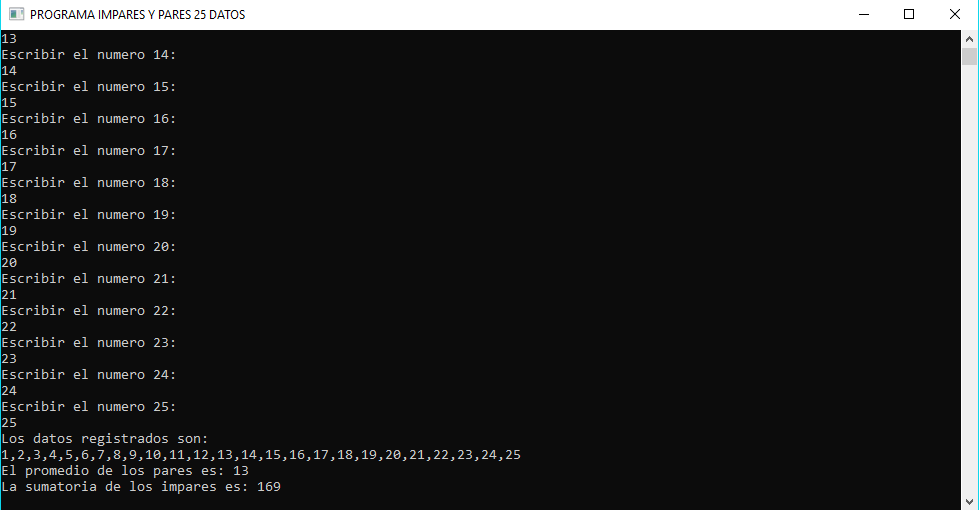 PROGRAMA IMPARES Y PARES 25 DATOS
13
Escribir el numero 14:
14
Escribir el numero 15:
15
Escribir el numero 16:
16
Escribir el numero 17:
17
Escribir el numero 18:
18
Escribir el numero 19:
19
Escribir el numero 20:
20
Escribir el numero 21:
21
Escribir el numero 22:
22
Escribir el numero 23:
23
Escribir el numero 24:
24
Escribir el numero 25:
25
Los datos registrados son:
1,2,3,4,5,6,7,8,9,10,11,12,13,14,15,16,17,18,19,20,21,22,23,24,25
El promedio de los pares es: 13
La sumatoria de los impares es: 169